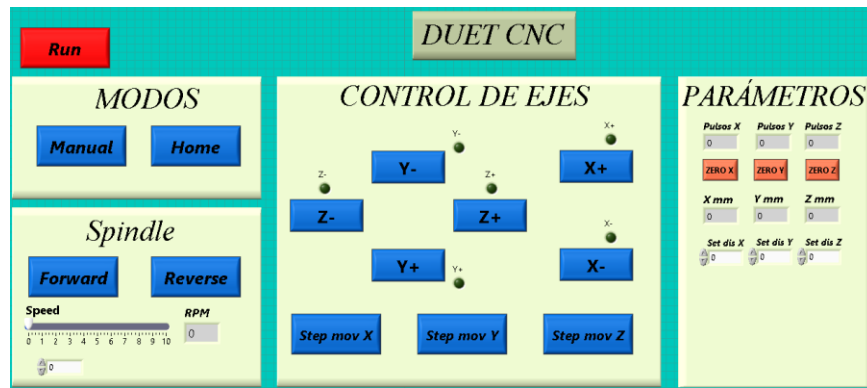 DUET CNC
Run
MODOS
Manual Home
Spindle
Forward Reverse
Speed
RPM
0
0 1 2 3 4 5 6 7 8 9 10
0
CONTROL DE EJES
Y-
X+
Y-
X+
Z-
Z+
Z-
Z+
X-
Y+
X-
Y+
Step mov X Step mov Y Step mov Z
PARÁMETROS
Pulsos X Pulsos Y Pulsos Z
0 0 0
ZERO X ZERO Y ZERO Z
X mm Y mm Z mm
0 0 0
Set dis X Set dis Y Set dis Z
0 0 0